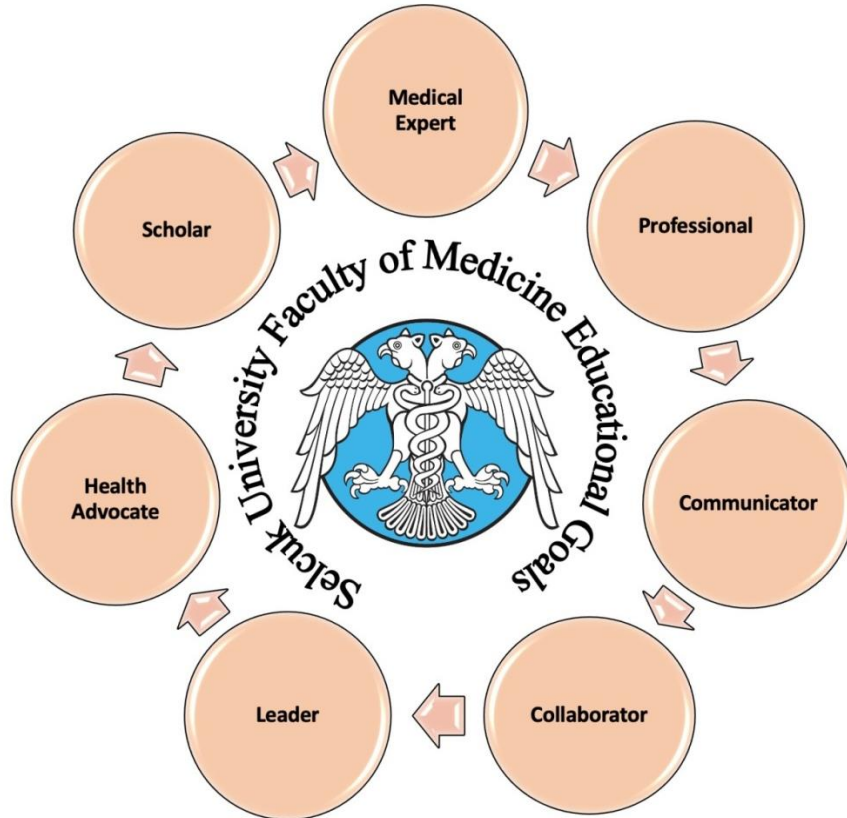 Medical
Expert
Professional
Communicator
Collaborator
Leader
Health
Advocate
Scholar
Selcuk University Faculty of Medicine Educational Goals